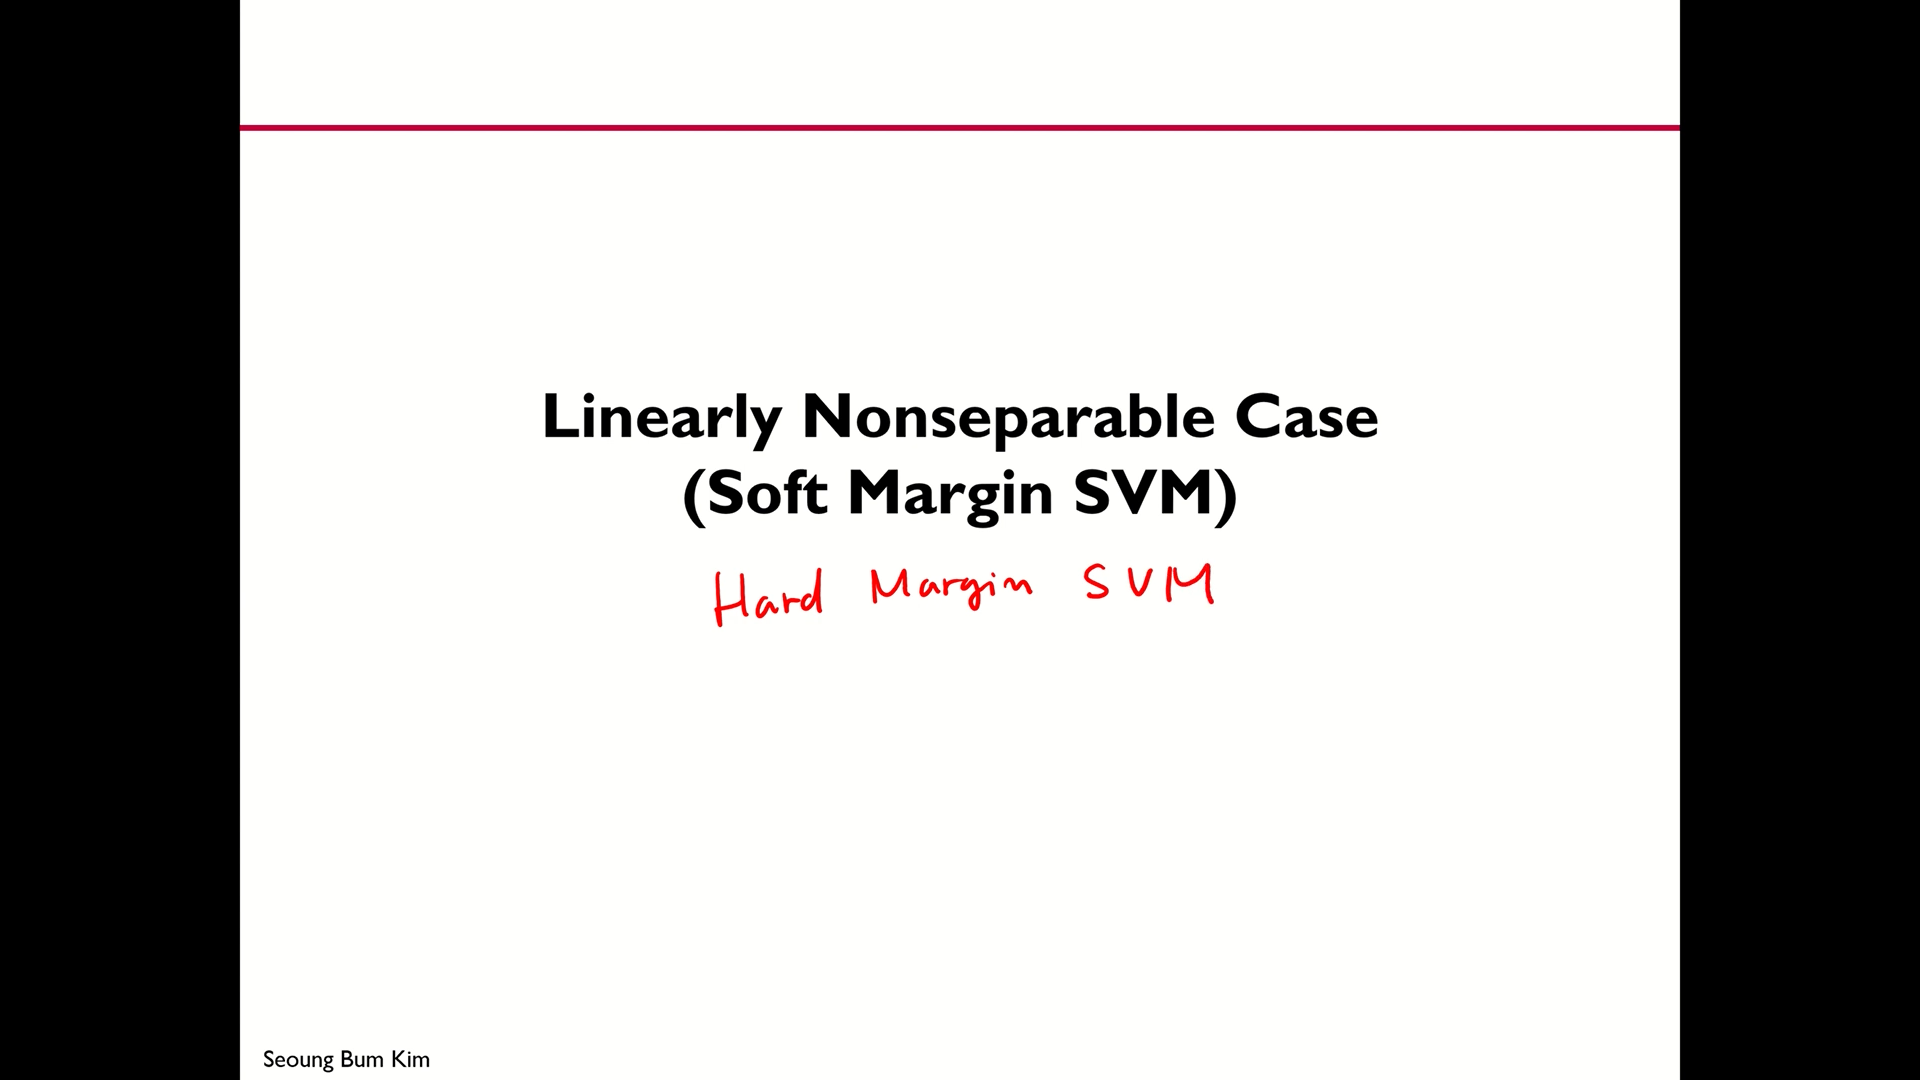 Linearly Nonseparable Case
(Soft Margin SVM)
Hard Margin SVM
Seoung Bum Kim